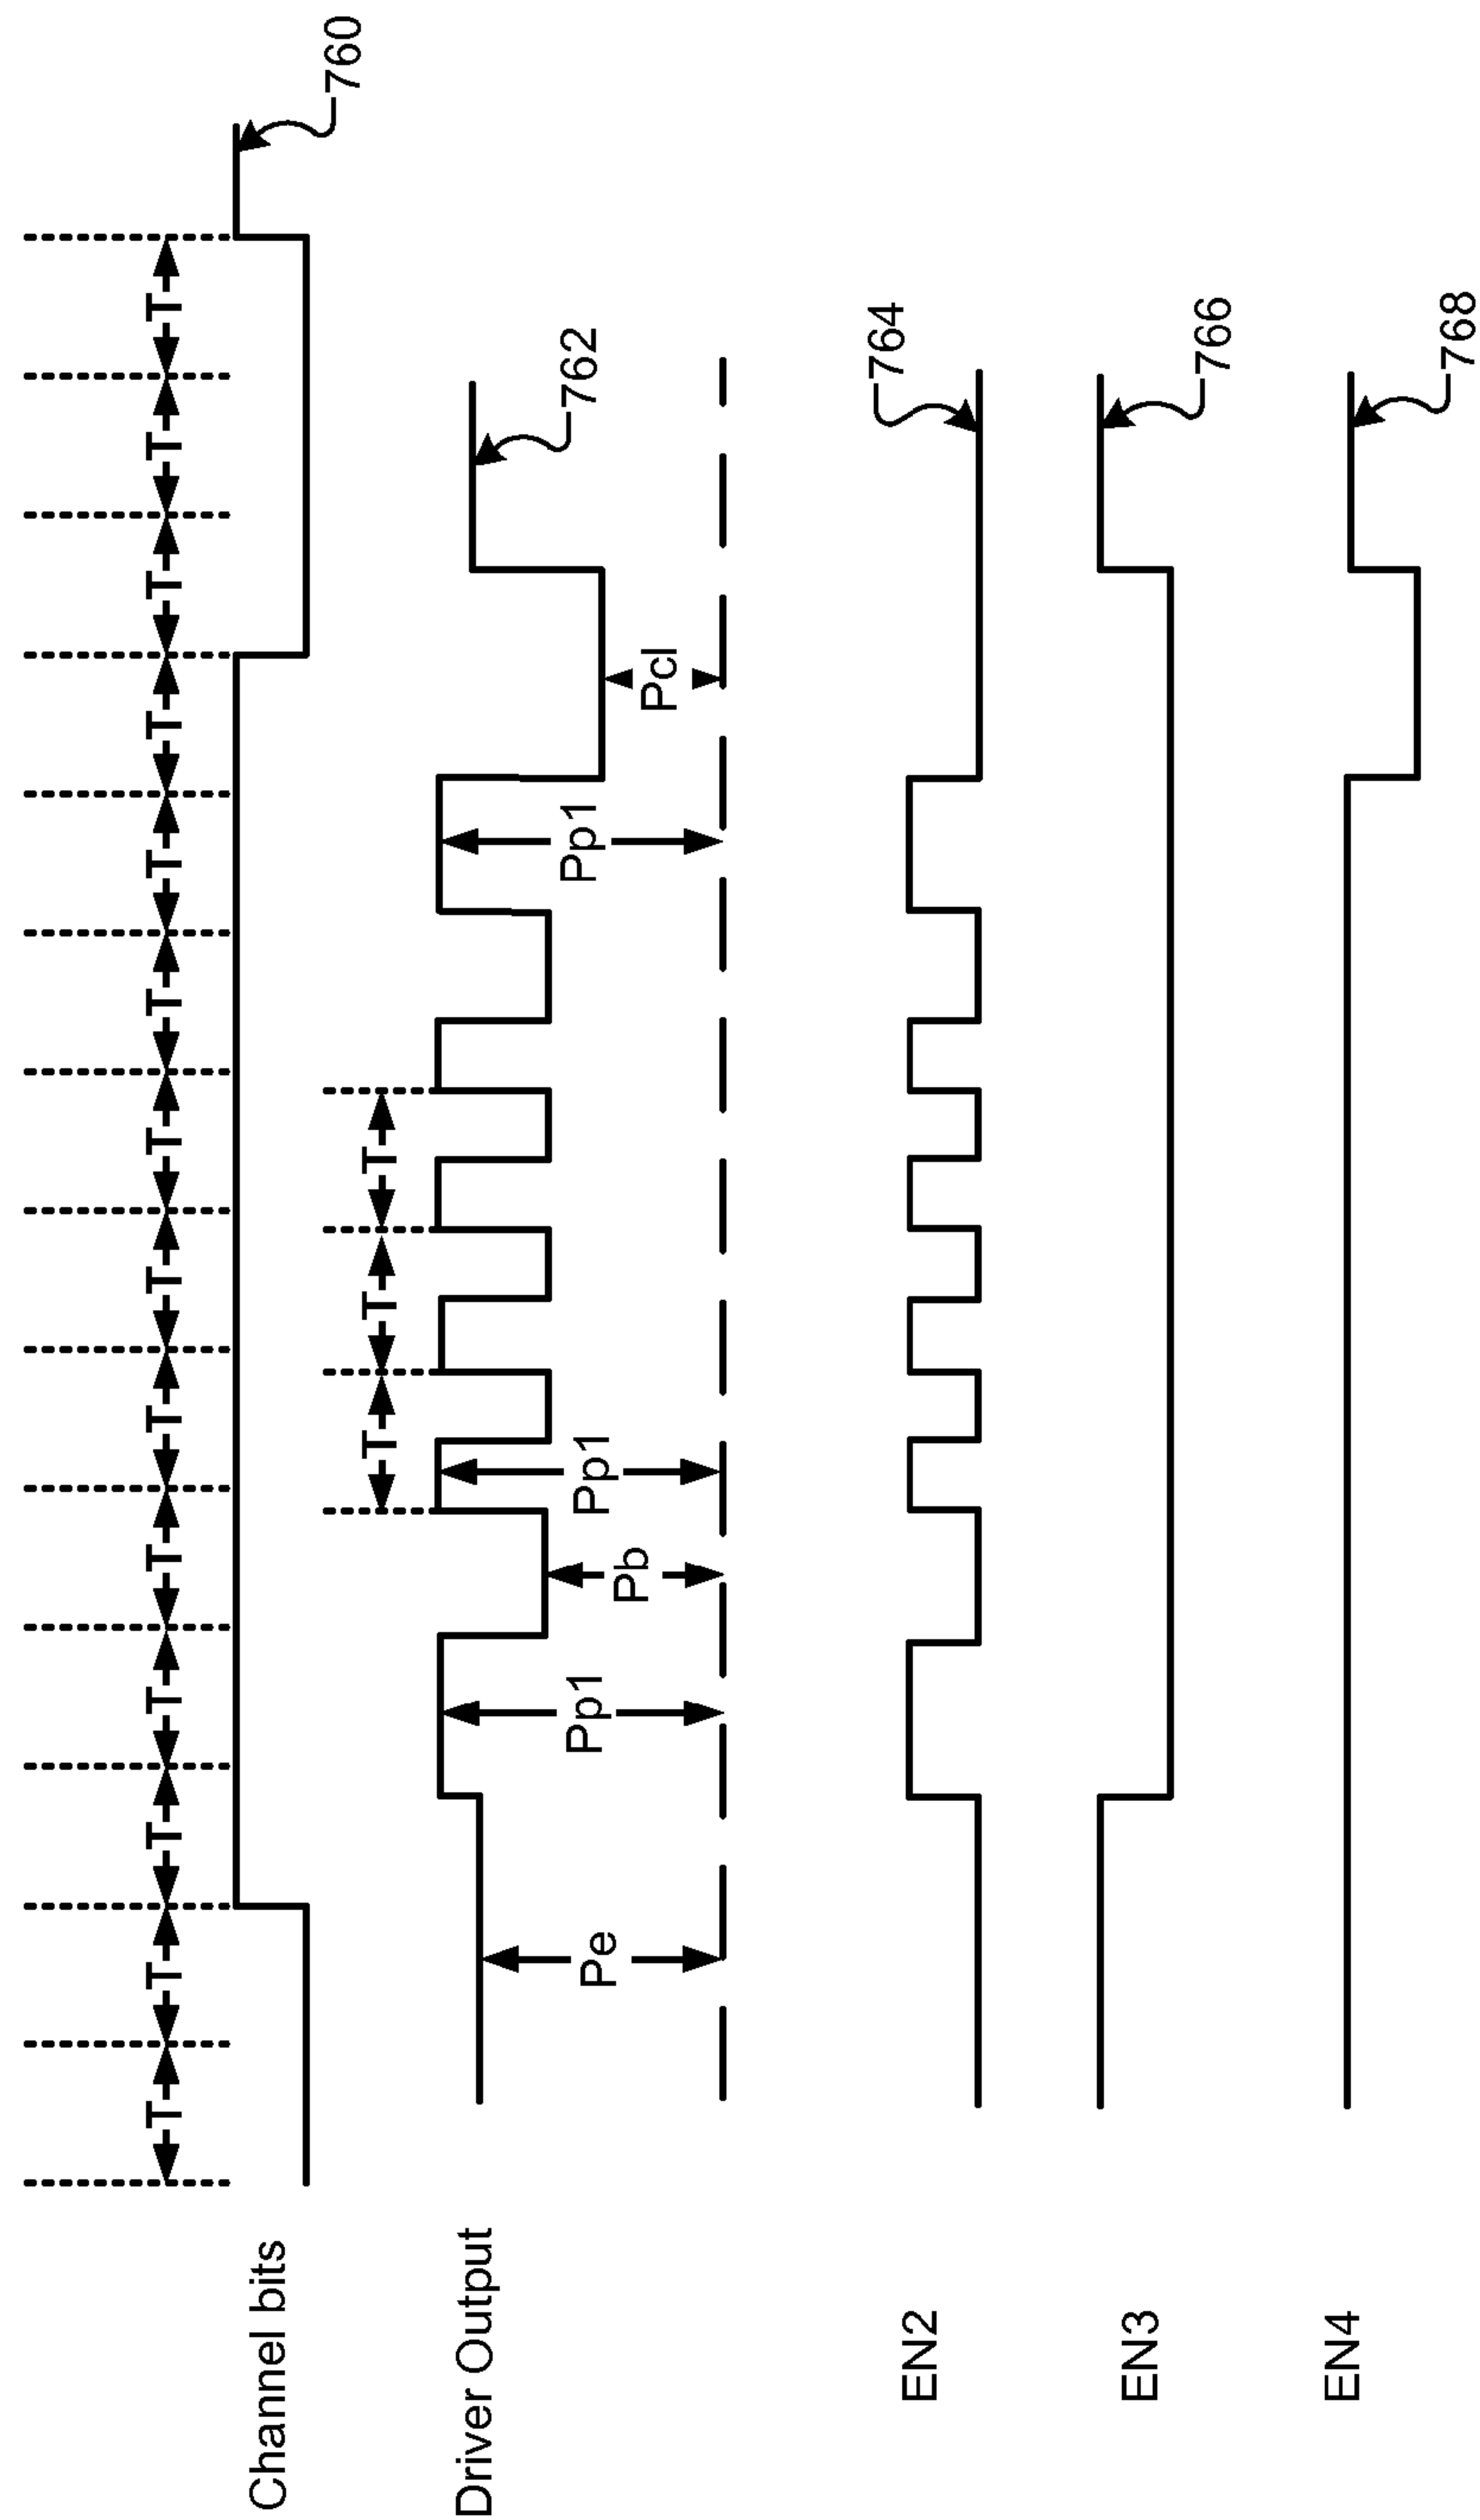 T T T T T T T T T T T T T T
Channel bits
760
T T T
Driver Output
762
Pe
Pp1
Pb
Pp1
Pp1
Pcl
764
EN2
EN3
766
EN4
768